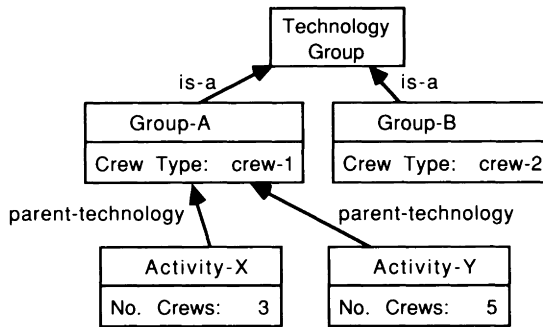 Technology
Group
is-a
is-a
Group-A
Group-B
Crew Type: crew-1
Crew Type: crew-2
parent-technology
parent-technology
Activity-X
Activity-Y
No. Crews: 3
No. Crews: 5